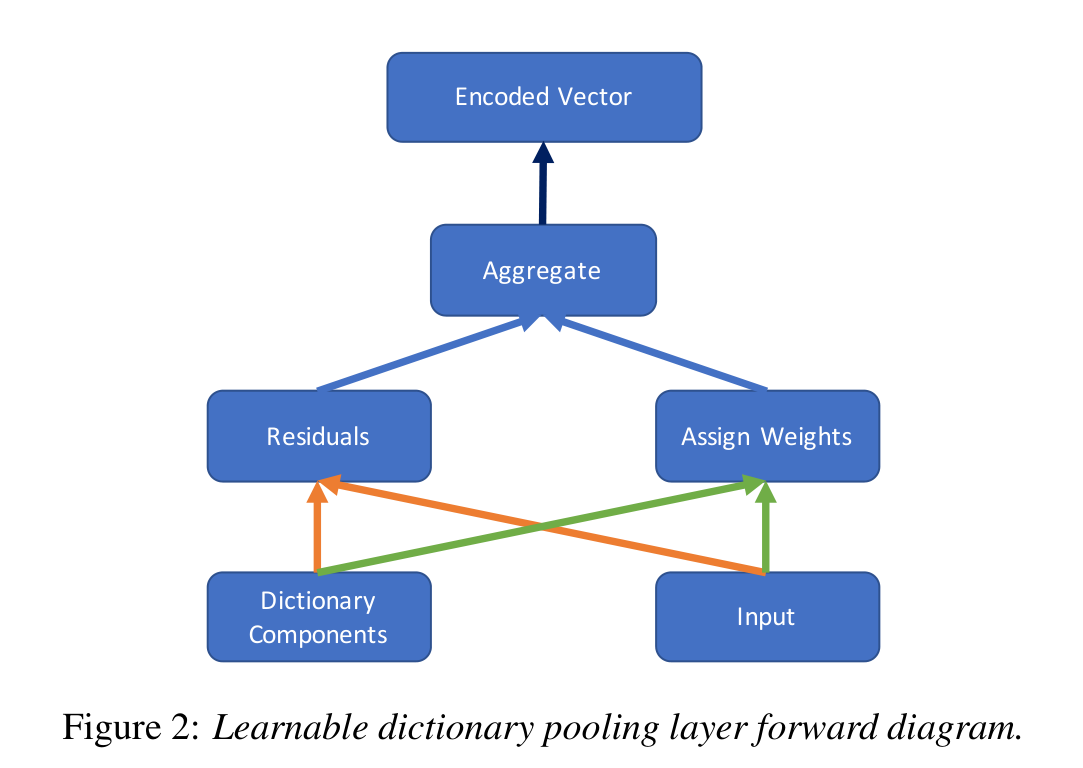 Encoded Vector
Aggregate
Residuals
Assign Weights
Dictionary
Components
Input
Figure 2: Learnable dictionary pooling layer forward diagram.